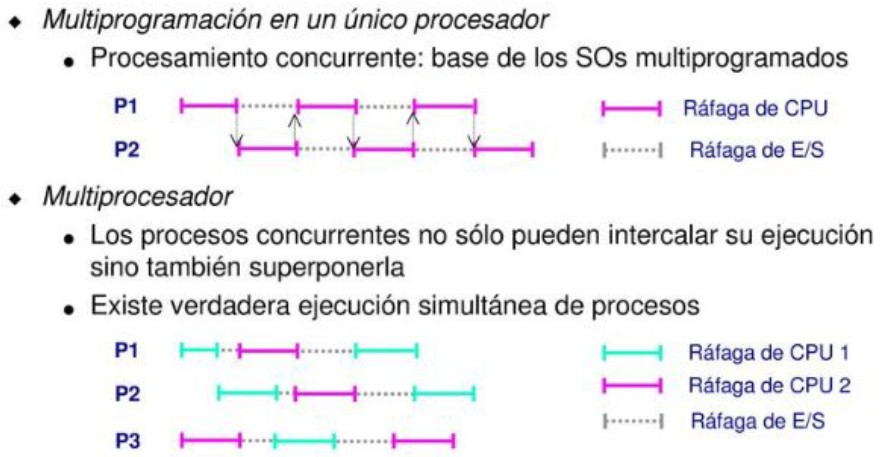 ◆ Multiprogramación en un único procesador
● Procesamiento concurrente: base de los SOs multiprogramados
P1
Ráfaga de CPU
P2
Ráfaga de E/S
◆ Multiprocesador
● Los procesos concurrentes no sólo pueden intercalar su ejecución
sino también superponerla
● Existe verdadera ejecución simultánea de procesos
P1
Ráfaga de CPU 1
P2
Ráfaga de CPU 2
Ráfaga de E/S
P3